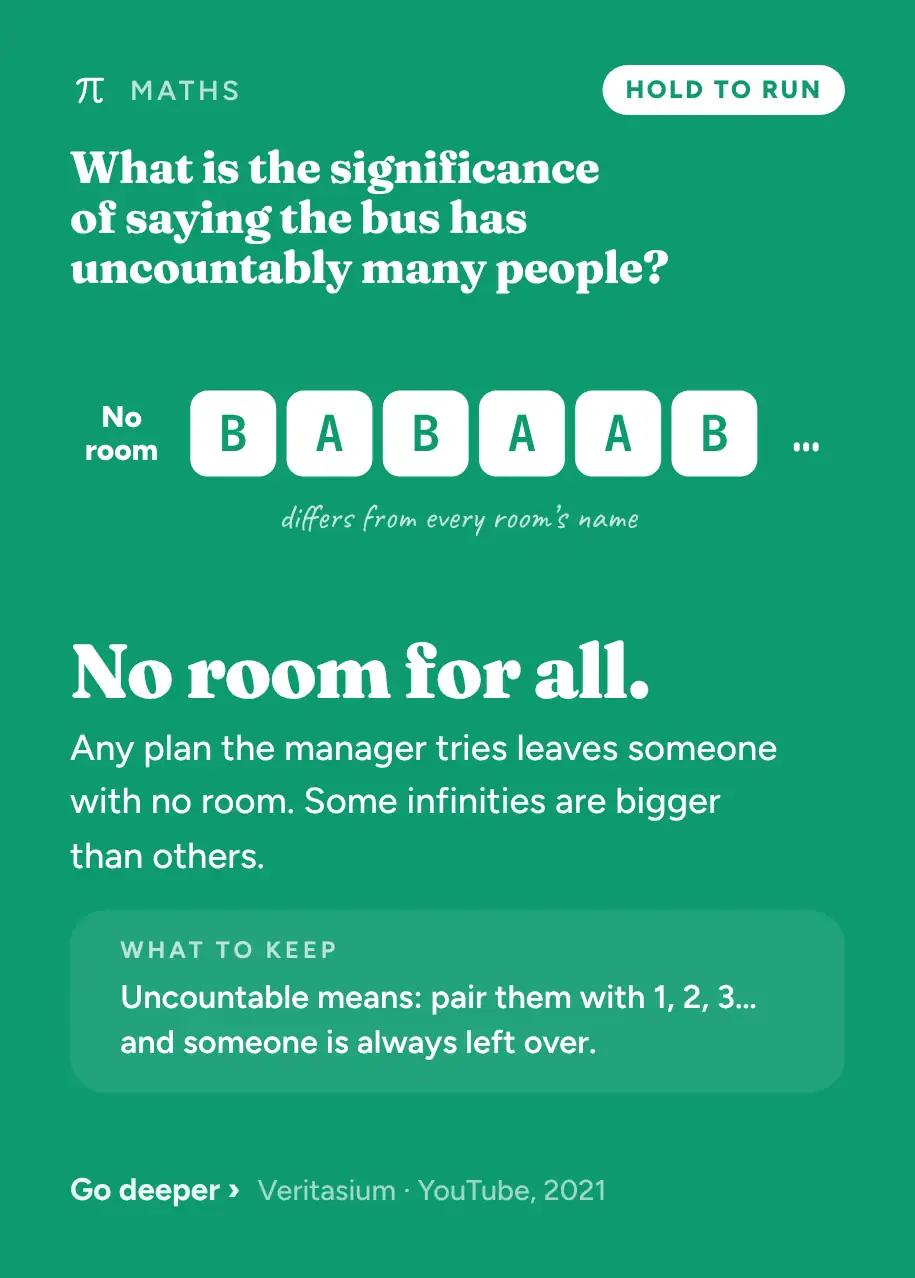 π MATHS
HOLD TO RUN
What is the significance
of saying the bus has
uncountably many people?
No
room
B A B A A B ...
differs from every room's name
No room for all.
Any plan the manager tries leaves someone
with no room. Some infinities are bigger
than others.
WHAT TO KEEP
Uncountable means: pair them with 1, 2, 3...
and someone is always left over.
Go deeper › Veritasium · YouTube, 2021